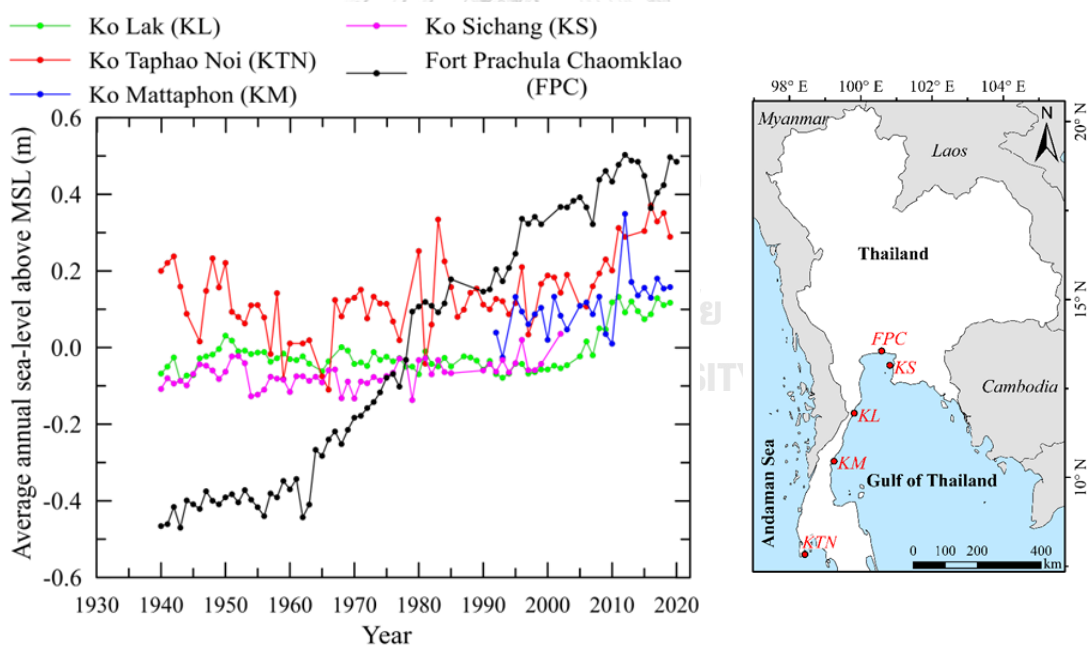 Ko Lak (KL)
Ko Taphao Noi (KTN)
Ko Mattaphon (KM)
Ko Sichang (KS)
Fort Prachula Chaomklao
(FPC)
Average annual sea-level above MSL (m)
0.6
0.4
0.2
0.0
-0.2
-0.4
-0.6
1930 1940 1950 1960 1970 1980 1990 2000 2010 2020
Year
98° E 100° E 102° E 104° E
20° N
15° N
10° N
N
Myanmar
Laos
Thailand
FPC
KS
Cambodia
KL
KM
Gulf of Thailand
Andaman Sea
KTN
0 100 200 400
km
ย
SITY